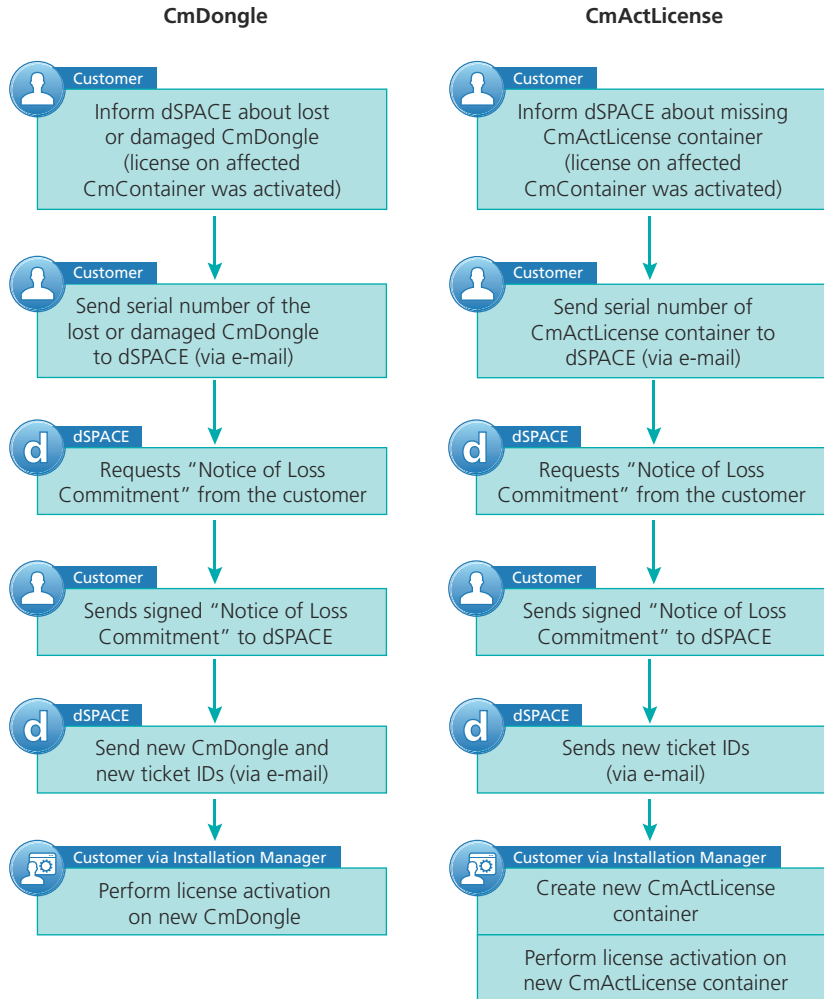 CmDongle
Customer
Inform dSPACE about lost
or damaged CmDongle
(license on affected
CmContainer was activated)
Customer
Send serial number of the
lost or damaged CmDongle
to dSPACE (via e-mail)
d
dSPACE
Requests “Notice of Loss
Commitment” from the customer
Customer
Sends signed “Notice of Loss
Commitment” to dSPACE
d
dSPACE
Send new CmDongle and
new ticket IDs (via e-mail)
Customer via Installation Manager
Perform license activation
on new CmDongle
CmActLicense
Customer
Inform dSPACE about missing
CmActLicense container
(license on affected
CmContainer was activated)
Customer
Send serial number of
CmActLicense container to
dSPACE (via e-mail)
d
dSPACE
Requests “Notice of Loss
Commitment” from the customer
Customer
Sends signed “Notice of Loss
Commitment” to dSPACE
d
dSPACE
Sends new ticket IDs
(via e-mail)
Customer via Installation Manager
Create new CmActLicense
container
Perform license activation on
new CmActLicense container